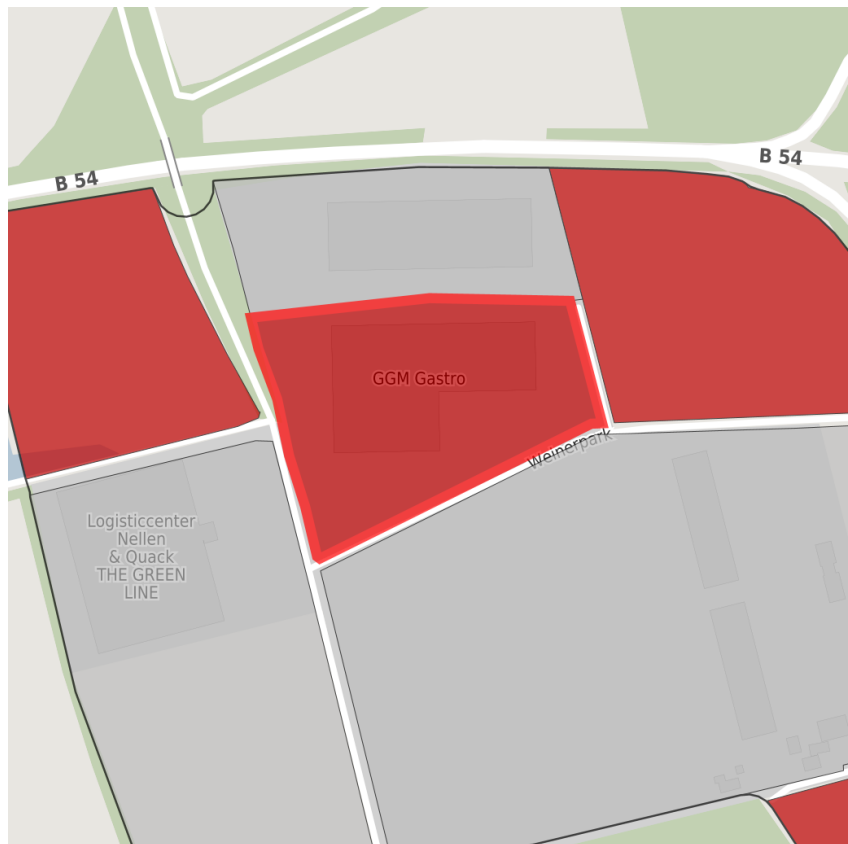 B 54
B 54
GGM Gastro
Weinerpark
Logisticcenter
Nellen
& Quack
THE GREEN
LINE